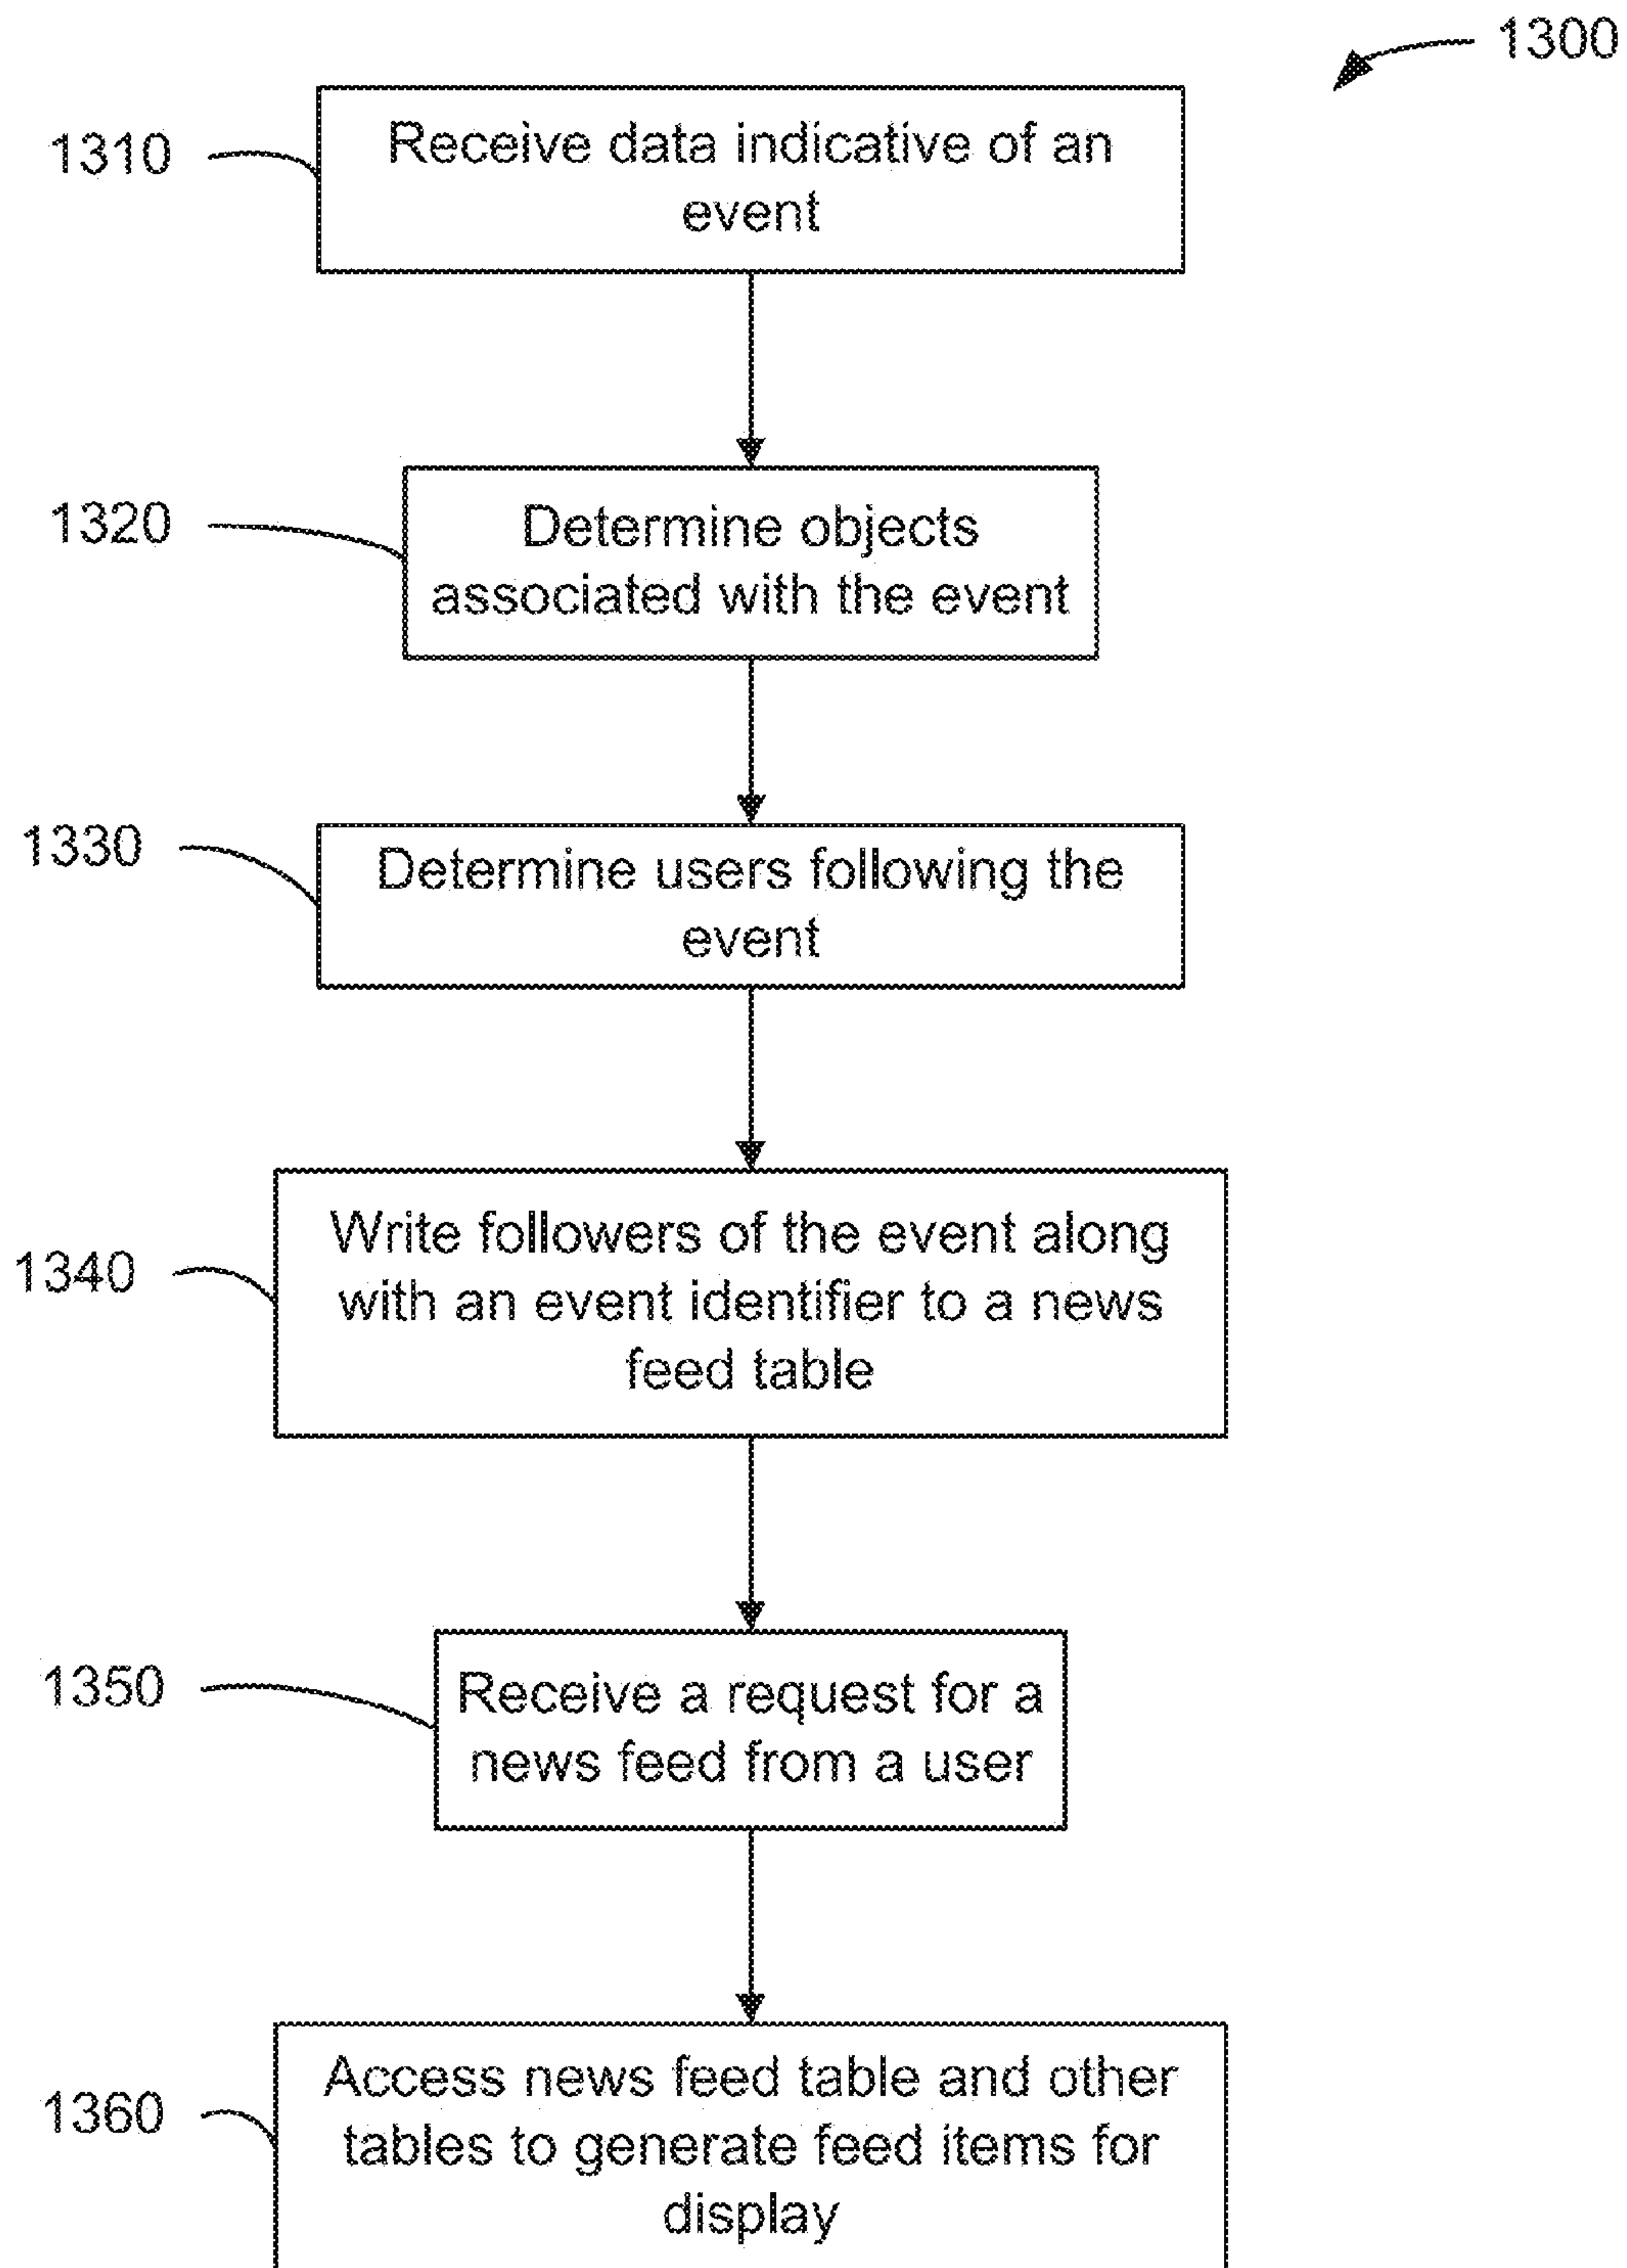 1300
1310
Receive data indicative of an
event
1320
Determine objects
associated with the event
1330
Determine users following the
event
1340
Write followers of the event along
with an event identifier to a news
feed table
1350
Receive a request for a
news feed from a user
1360
Access news feed table and other
tables to generate feed items for
display